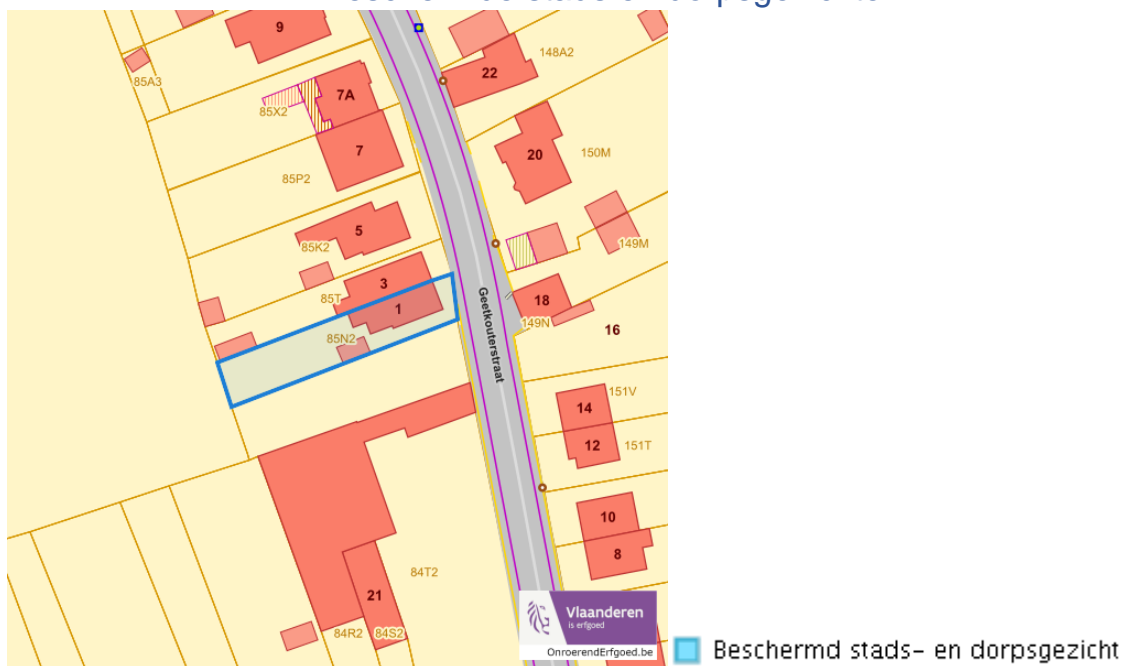 9
22
148A2
85A3
7A
85X2
7
20
150M
85P2
5
85K2
149M
3
85T
1
18
149N
16
85N2
Geetkouterstraat
151V
14
12
151T
10
8
84T2
21
84R2
84S2
Vlaanderen
is erfgoed
OnroerendErfgoed.be
Beschermd stads- en dorpsgezicht